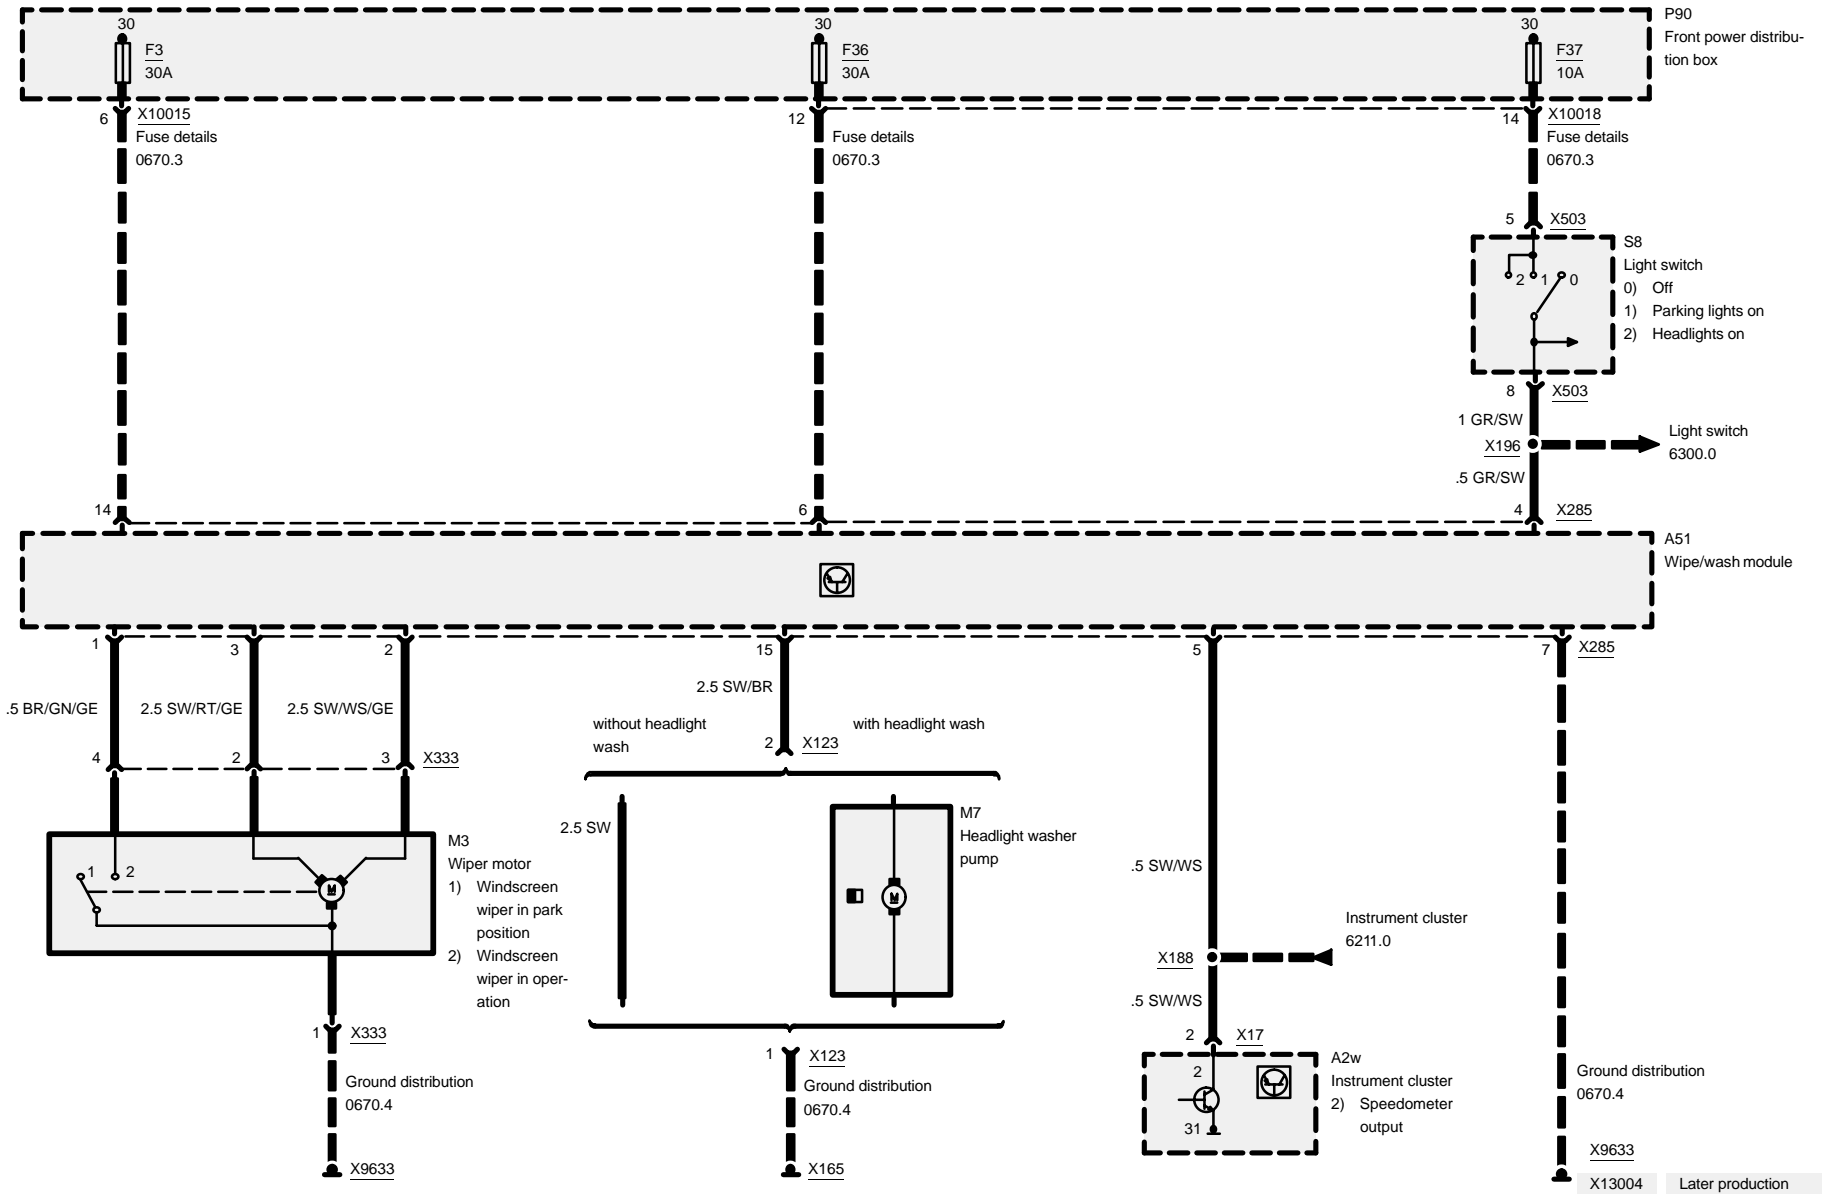 30
30
30
P90
Front power distribu-
tion box
F3
30A
F36
30A
F37
10A
6
X10015
Fuse details
0670.3
12
Fuse details
0670.3
14
X10018
Fuse details
0670.3
5
X503
S8
Light switch
0) Off
1) Parking lights on
2) Headlights on
2
1
0
8
X503
1 GR/SW
X196
Light switch
6300.0
.5 GR/SW
14
6
4
X285
A51
Wipe/wash module
1
3
2
15
5
7
X285
.5 BR/GN/GE
2.5 SW/RT/GE
2.5 SW/WS/GE
2.5 SW/BR
without headlight
wash
with headlight wash
4
2
3
X333
2
X123
2.5 SW
M3
Wiper motor
1) Windscreen
wiper in park
position
2) Windscreen
wiper in oper-
ation
1
2
M
M7
Headlight washer
pump
M
.5 SW/WS
Instrument cluster
6211.0
X188
.5 SW/WS
1
X333
Ground distribution
0670.4
X9633
1
X123
Ground distribution
0670.4
X165
2
X17
A2w
Instrument cluster
2) Speedometer
output
2
31
Ground distribution
0670.4
X9633
X13004
Later production